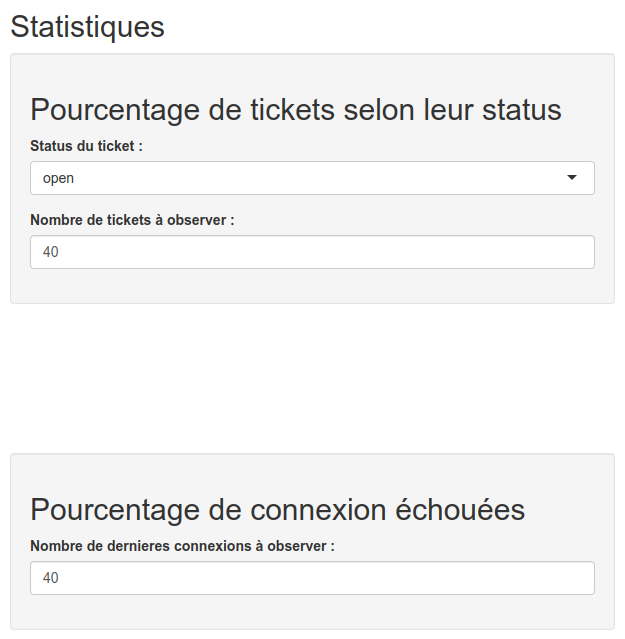 Statistiques
Pourcentage de tickets selon leur status
Status du ticket :
open
Nombre de tickets à observer :
40
Pourcentage de connexion échouées
Nombre de dernieres connexions à observer :
40